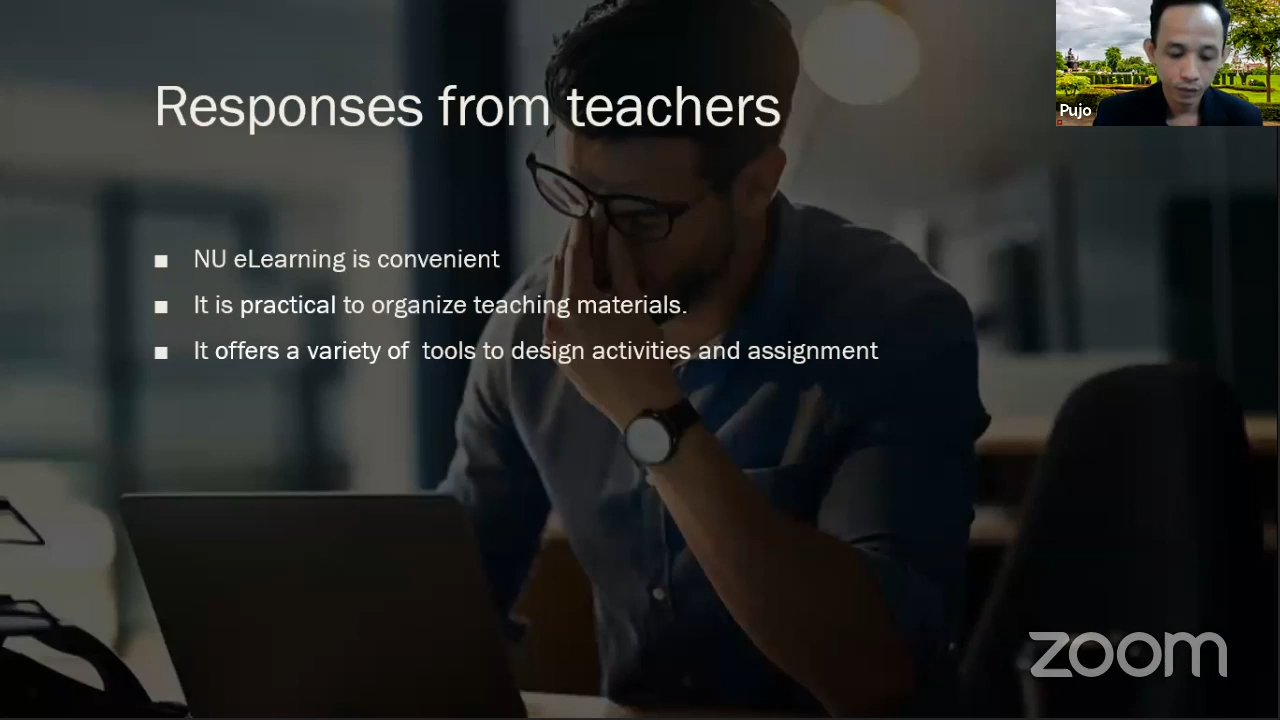 Responses from teachers
Pujo
NU eLearning is convenient
It is practical to organize teaching materials.
It offers a variety of  tools to design activities and assignment
zoom